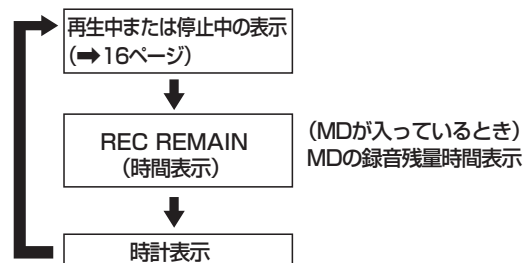 再生中または停止中の表示
(➡16ページ)
REC REMAIN
(時間表示)
(MDが入っているとき)
MDの録音残量時間表示
時計表示